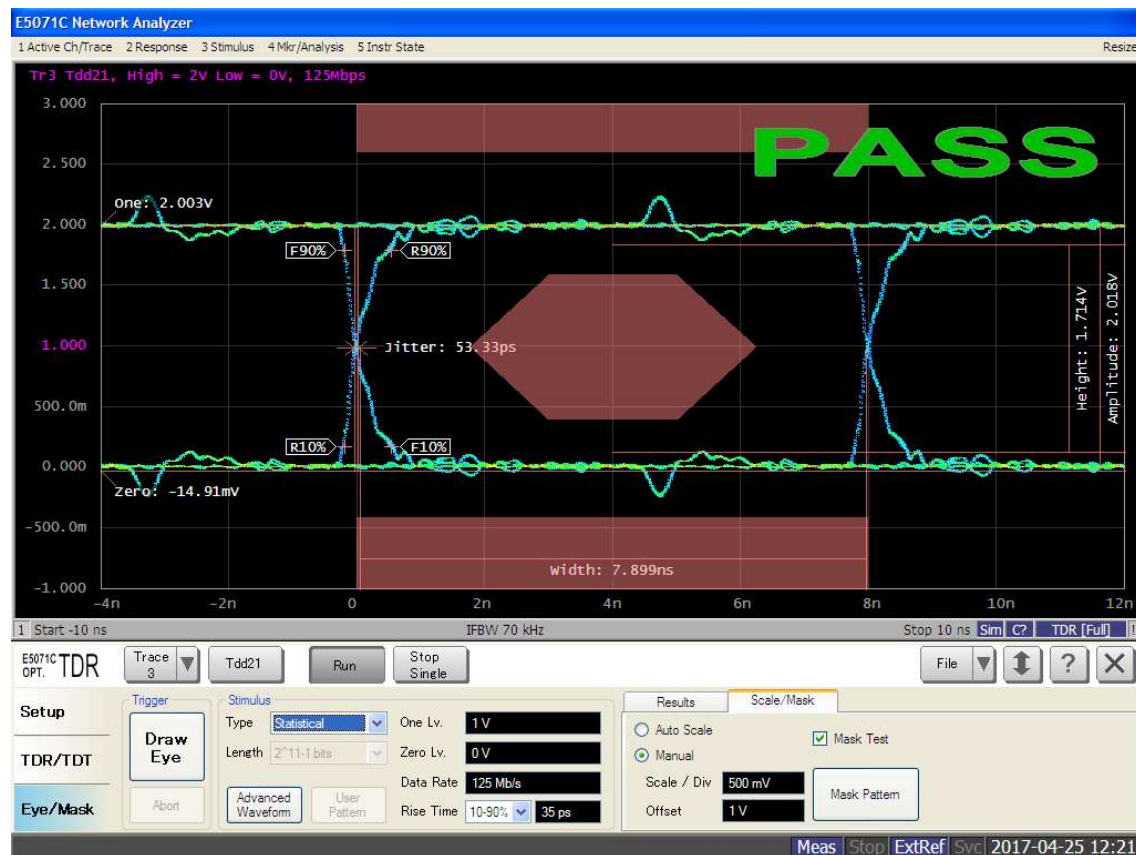 E5071C Network Analyzer
1 Active Ch/Trace 2 Response 3 Stimulus 4 Mkr/Analysis 5 Instr State
Resize
Tr3 Tdd21, High = 2V Low = 0V, 125Mbps
3.000
PASS
2.500
One: 2.003V
2.000
F90% R90%
1.500
1.000
Jitter: 53.33ps
Height: 1.714V
Amplitude: 2.018V
500.0m
R10% F10%
0.000
Zero: -14.91mV
-500.0m
Width: 7.899ns
-1.000
-4n -2n 0 2n 4n 6n 8n 10n 12n
1 Start -10 ns IFBW 70 kHz Stop 10 ns Sim C? TDR [Full] !
E5071C OPT. TDR
Trace 3
Tdd21
Run
Stop Single
File
?
X
Setup
TDR/TDT
Eye/Mask
Trigger
Draw Eye
Abort
Stimulus
Type Statistical
Length 2^11-1 bits
Advanced Waveform
User Pattern
One Lv. 1 V
Zero Lv. 0 V
Data Rate 125 Mb/s
Rise Time 10-90% 35 ps
Results Scale/Mask
Auto Scale
Manual
Mask Test
Scale / Div 500 mV
Offset 1 V
Mask Pattern
Meas Stop ExtRef Svc 2017-04-25 12:21